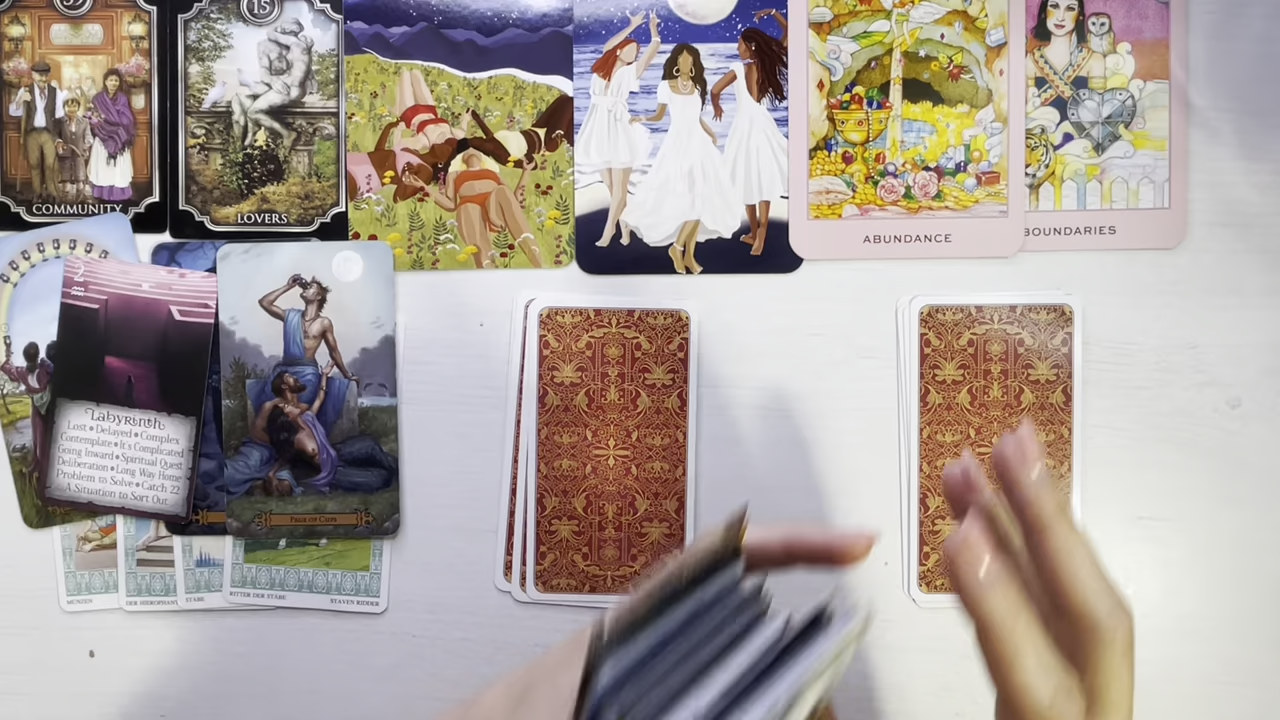 39
15
COMMUNITY
LOVERS
ABUNDANCE
BOUNDARIES
2
Labyrinth
Lost • Delayed • Complex
Contemplate • It's Complicated
Going Inward • Spiritual Quest
Deliberation • Long Way Home
Problem to Solve • Catch 22
A Situation to Sort Out
PAGE OF CUPS
MÜNZEN
DER HIEROPHANT
STÄBE
RITTER DER STÄBE
STAVEN RIDDER